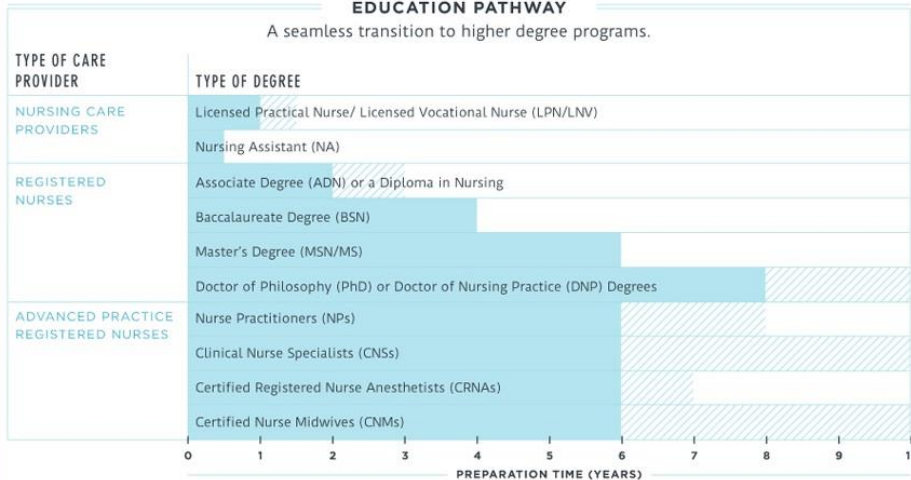 EDUCATION PATHWAY
A seamless transition to higher degree programs.
TYPE OF CARE
PROVIDER
TYPE OF DEGREE
NURSING CARE
PROVIDERS
Licensed Practical Nurse/ Licensed Vocational Nurse (LPN/LNV)
Nursing Assistant (NA)
REGISTERED
NURSES
Associate Degree (ADN) or a Diploma in Nursing
Baccalaureate Degree (BSN)
Master's Degree (MSN/MS)
Doctor of Philosophy (PhD) or Doctor of Nursing Practice (DNP) Degrees
ADVANCED PRACTICE
REGISTERED NURSES
Nurse Practitioners (NPs)
Clinical Nurse Specialists (CNSs)
Certified Registered Nurse Anesthetists (CRNAs)
Certified Nurse Midwives (CNMs)
0 1 2 3 4 5 6 7 8 9
PREPARATION TIME (YEARS)